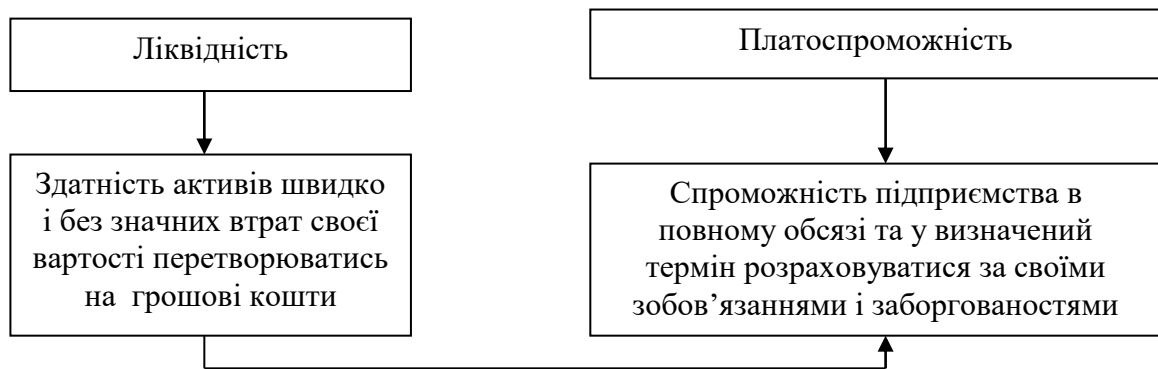 Ліквідність
Здатність активів швидко
і без значних втрат своєї
вартості перетворюватись
на грошові кошти
Платоспроможність
Спроможність підприємства в
повному обсязі та у визначений
термін розраховуватися за своїми
зобов’язаннями і заборгованостями